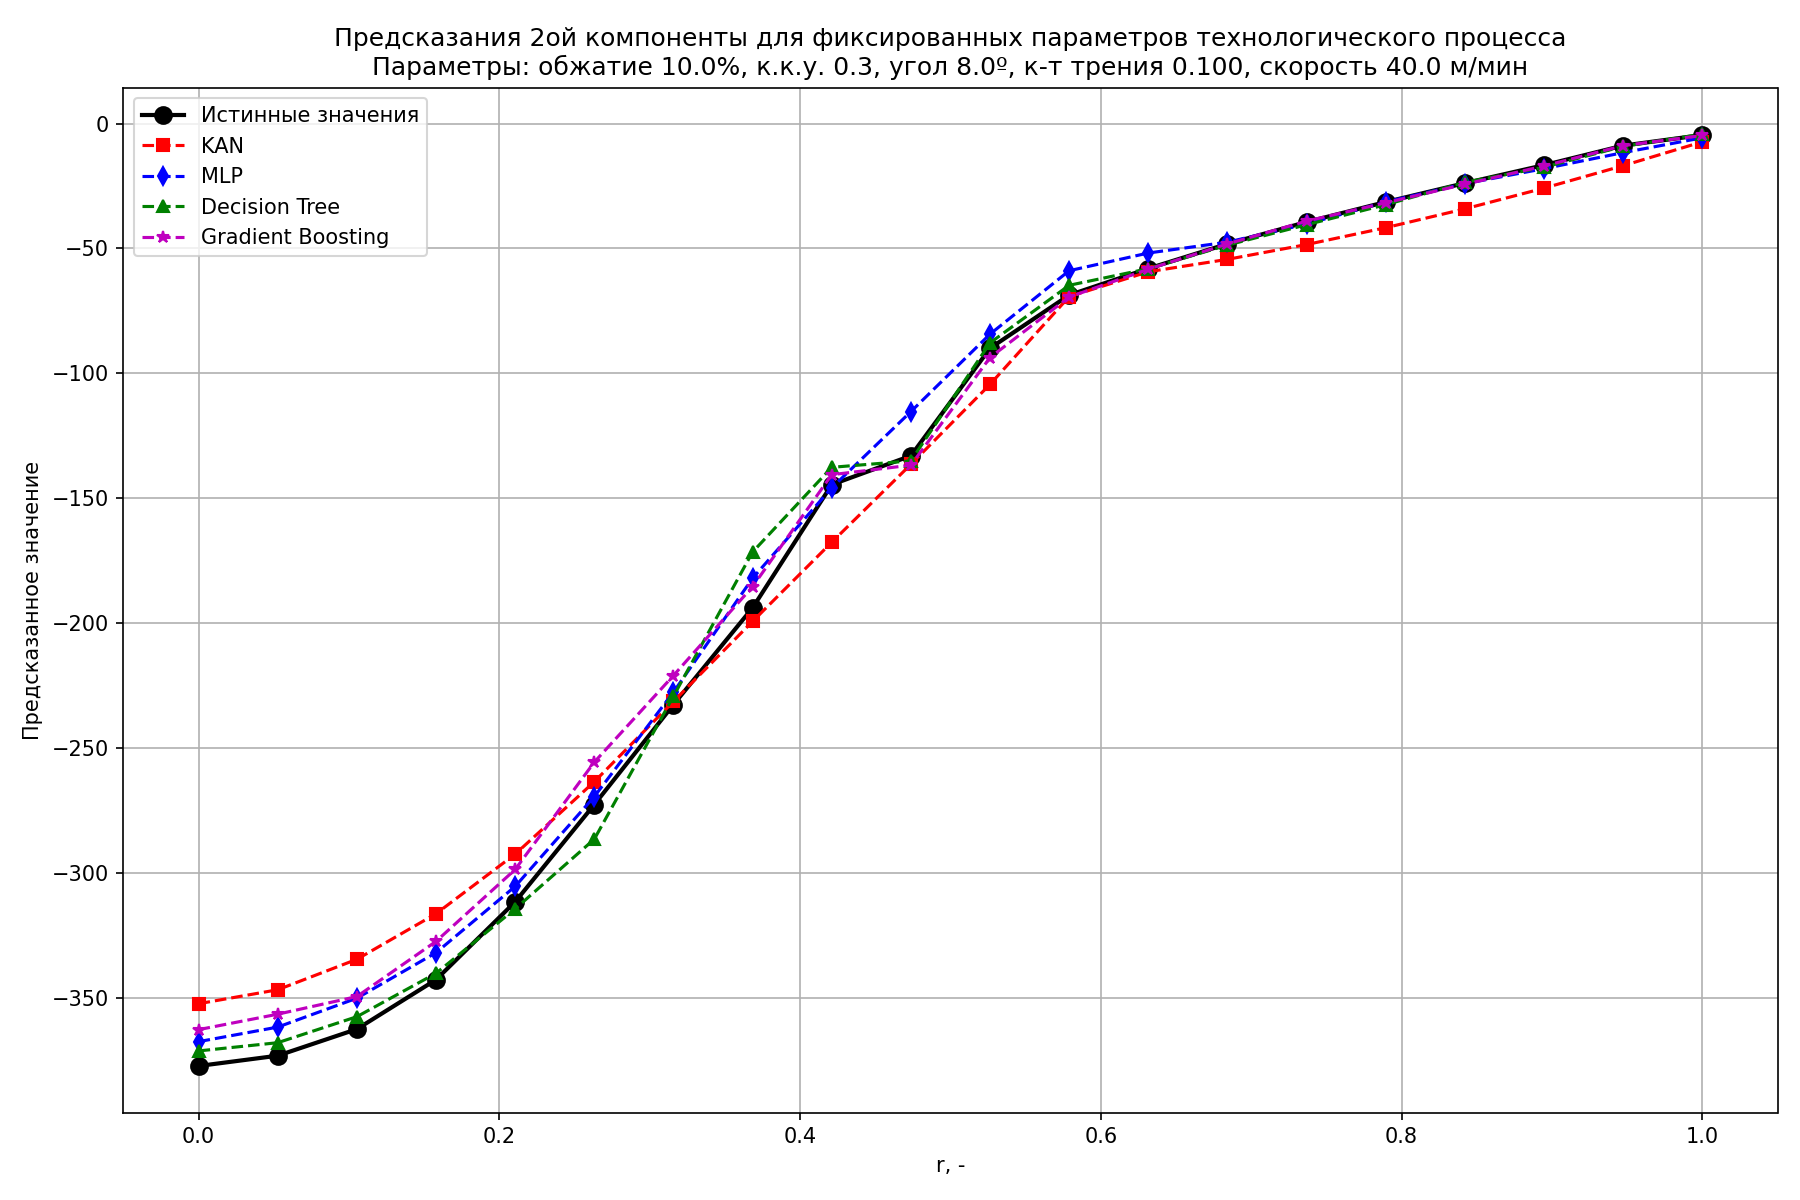 Предсказания 2ой компоненты для фиксированных параметров технологического процесса
Параметры: обжатие 10.0%, к.к.у. 0.3, угол 8.0º, к-т трения 0.100, скорость 40.0 м/мин
Истинные значения
KAN
MLP
Decision Tree
Gradient Boosting
Предсказанное значение
0
−50
−100
−150
−200
−250
−300
−350
0.0
0.2
0.4
0.6
0.8
1.0
r, -